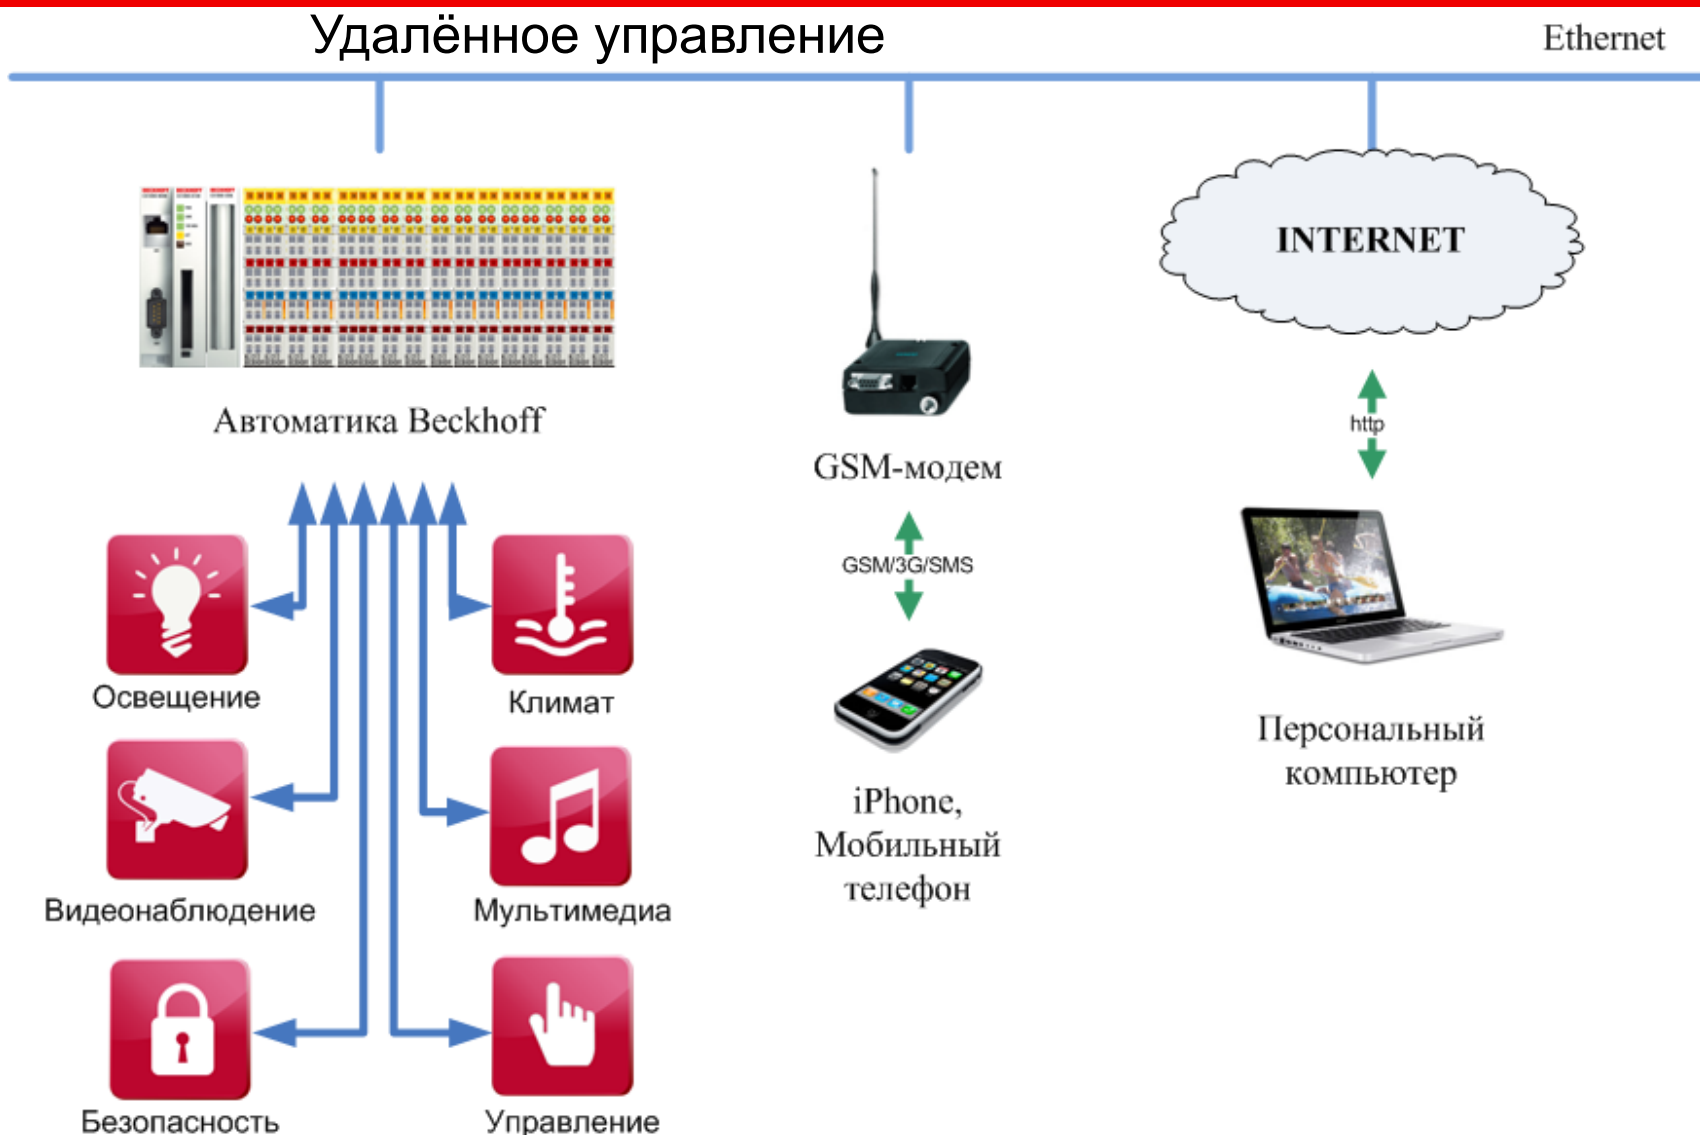 Удалённое управление
Ethernet
INTERNET
Автоматика Beckhoff
http
GSM-модем
GSM/3G/SMS
Освещение
Климат
Персональный
компьютер
iPhone,
Мобильный
телефон
Видеонаблюдение
Мультимедиа
Безопасность
Управление